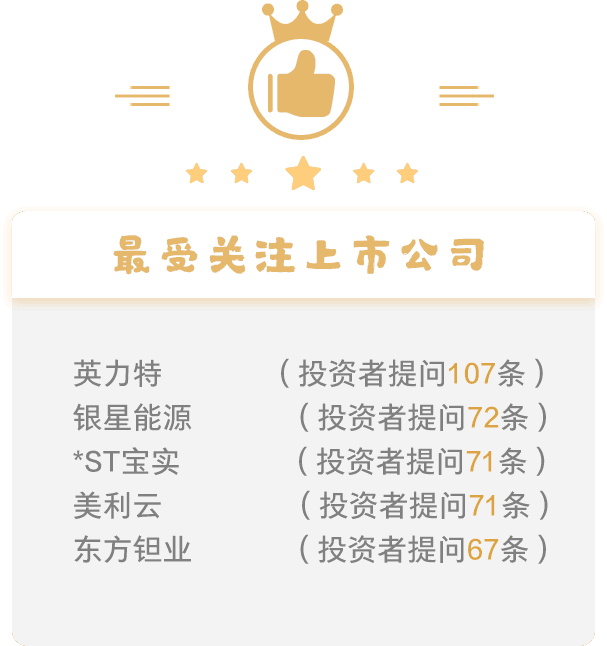 最受关注上市公司
英力特 （投资者提问107条）
银星能源 （投资者提问72条）
*ST宝实 （投资者提问71条）
美利云 （投资者提问71条）
东方钽业 （投资者提问67条）